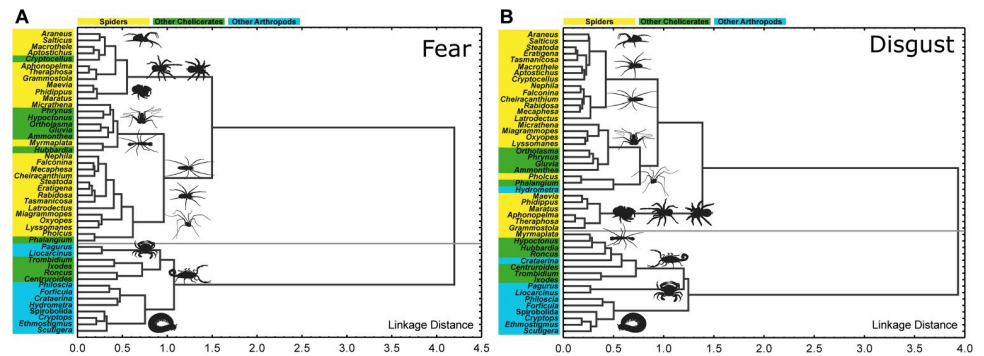 A
Spiders
Other Chelicerates
Other Arthropods
Fear
Araneus
Salticus
Macrothele
Aptostichus
Cryptocellus
Aphonopelma
Theraphosa
Grammostola
Maevia
Phidippus
Maratus
Micrathena
Phrynus
Hypoctonus
Ortholasma
Gluvia
Ammonthea
Myrmaplata
Hubbardia
Nephila
Falconina
Mecaphesa
Cheiracanthium
Steatoda
Eratigena
Rabidosa
Tasmanicosa
Latrodectus
Miagrammopes
Oxyopes
Lyssomanes
Pholcus
Phalangium
Pagurus
Liocarcinus
Trombidium
Ixodes
Roncus
Centruroides
Philoscia
Forficula
Crataerina
Hydrometra
Spirobolida
Cryptops
Ethmostigmus
Scutigera
Linkage Distance
0.0 0.5 1.0 1.5 2.0 2.5 3.0 3.5 4.0 4.5
B
Spiders
Other Chelicerates
Other Arthropods
Disgust
Araneus
Salticus
Steatoda
Eratigena
Tasmanicosa
Macrothele
Aptostichus
Cryptocellus
Nephila
Falconina
Cheiracanthium
Rabidosa
Mecaphesa
Latrodectus
Micrathena
Miagrammopes
Oxyopes
Lyssomanes
Ortholasma
Phrynus
Gluvia
Ammonthea
Pholcus
Phalangium
Hydrometra
Maevia
Phidippus
Maratus
Aphonopelma
Theraphosa
Grammostola
Myrmaplata
Hypoctonus
Hubbardia
Roncus
Crataerina
Centruroides
Trombidium
Ixodes
Pagurus
Liocarcinus
Philoscia
Forficula
Spirobolida
Cryptops
Ethmostigmus
Scutigera
Linkage Distance
0.0 0.5 1.0 1.5 2.0 2.5 3.0 3.5 4.0